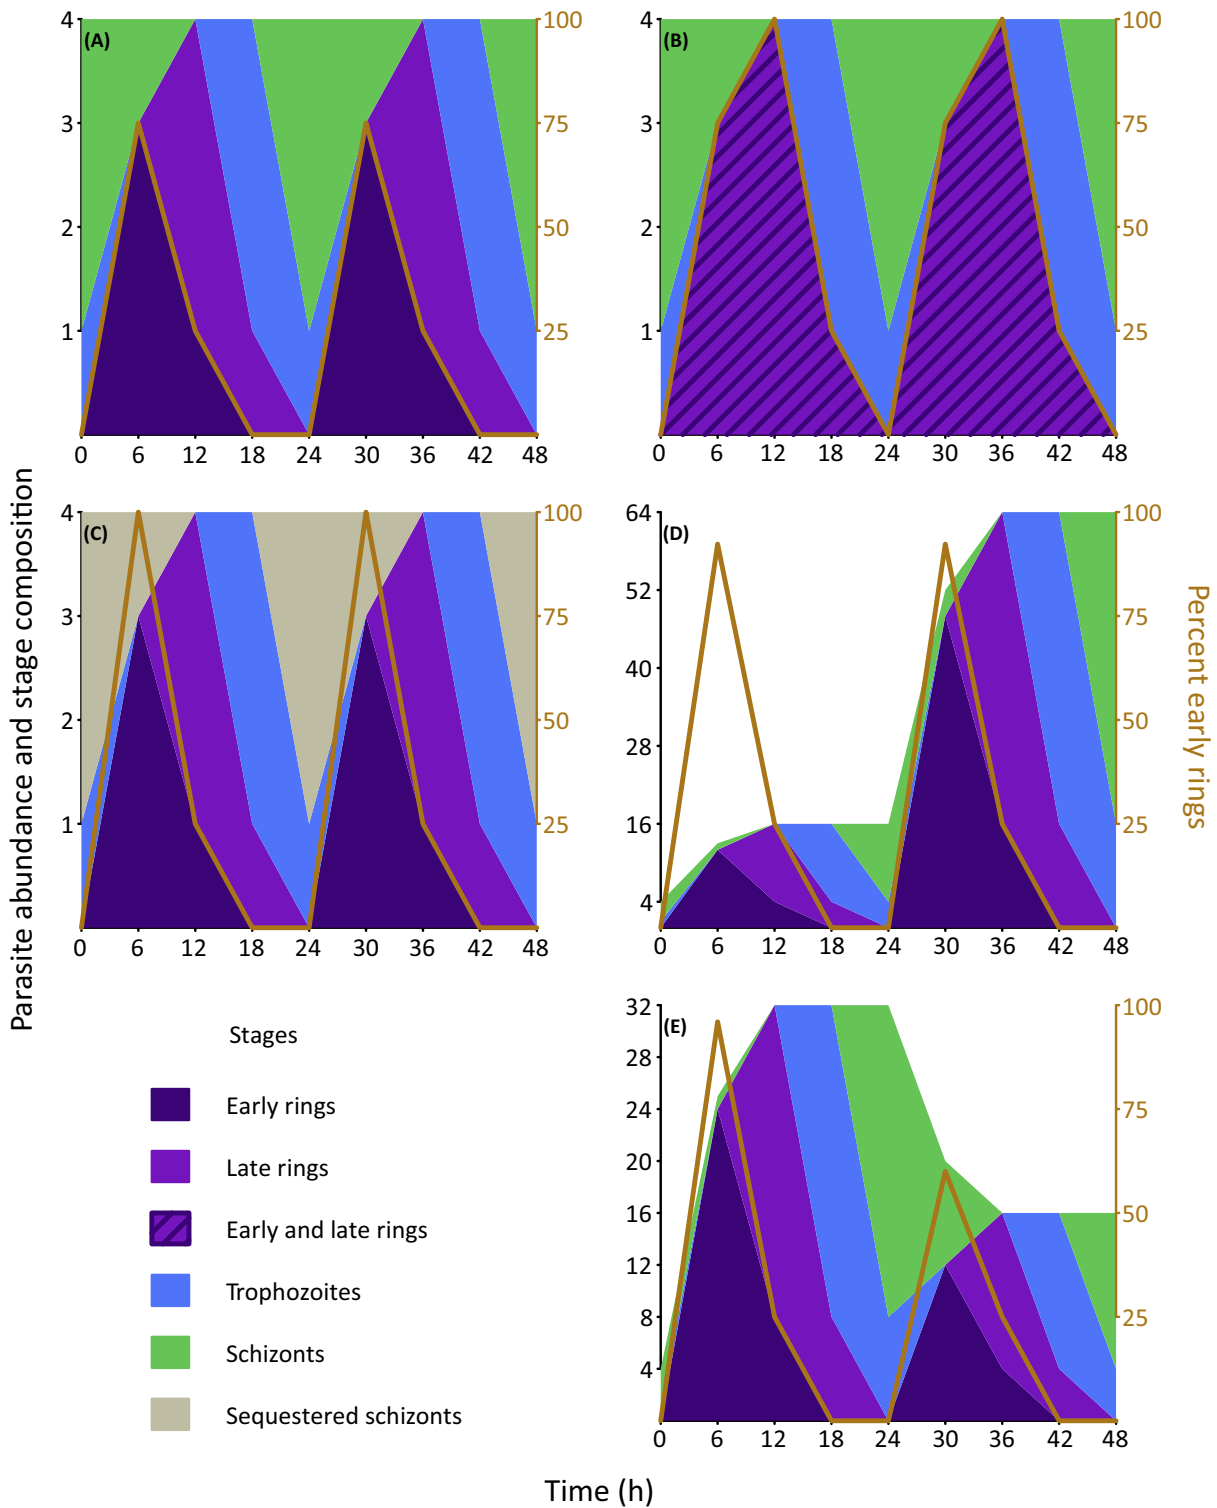 (A)
4
3
2
1
100
75
50
25
0 6 12 18 24 30 36 42 48
(B)
4
3
2
1
100
75
50
25
0 6 12 18 24 30 36 42 48
(C)
4
3
2
1
100
75
50
25
0 6 12 18 24 30 36 42 48
(D)
64
52
40
28
16
4
100
75
50
25
0 6 12 18 24 30 36 42 48
(E)
32
28
24
20
16
12
8
4
100
75
50
25
0 6 12 18 24 30 36 42 48
Parasite abundance and stage composition
Percent early rings
Stages
Early rings
Late rings
Early and late rings
Trophozoites
Schizonts
Sequestered schizonts
Time (h)